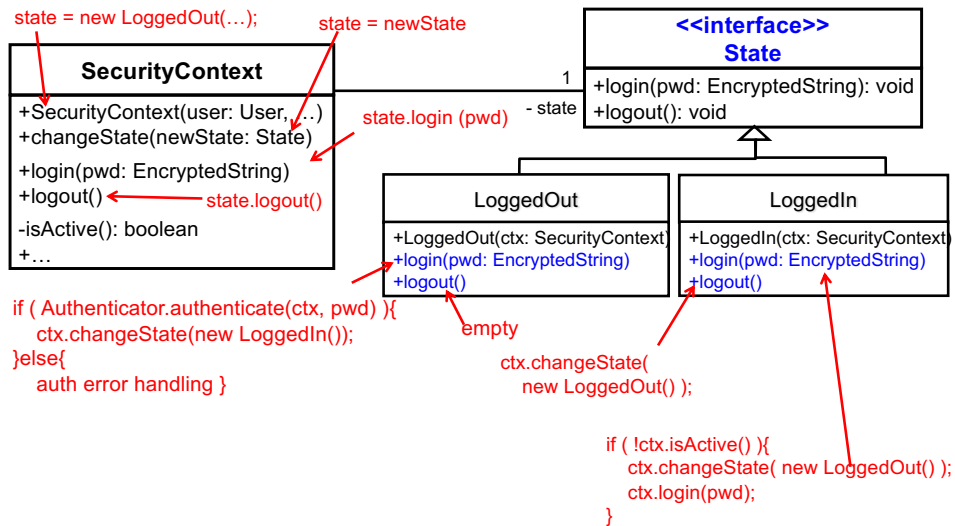 state = new LoggedOut(…);
state = newState
<<interface>>
State
SecurityContext
+login(pwd: EncryptedString): void
+logout(): void
1
- state
+SecurityContext(user: User, …)
+changeState(newState: State)
state.login (pwd)
+login(pwd: EncryptedString)
+logout()
state.logout()
-isActive(): boolean
+…
LoggedOut
+LoggedOut(ctx: SecurityContext)
+login(pwd: EncryptedString)
+logout()
LoggedIn
+LoggedIn(ctx: SecurityContext)
+login(pwd: EncryptedString)
+logout()
if ( Authenticator.authenticate(ctx, pwd) ){
ctx.changeState(new LoggedIn());
}else{
auth error handling }
empty
ctx.changeState(
new LoggedOut() );
if ( !ctx.isActive() ){
ctx.changeState( new LoggedOut() );
ctx.login(pwd);
}